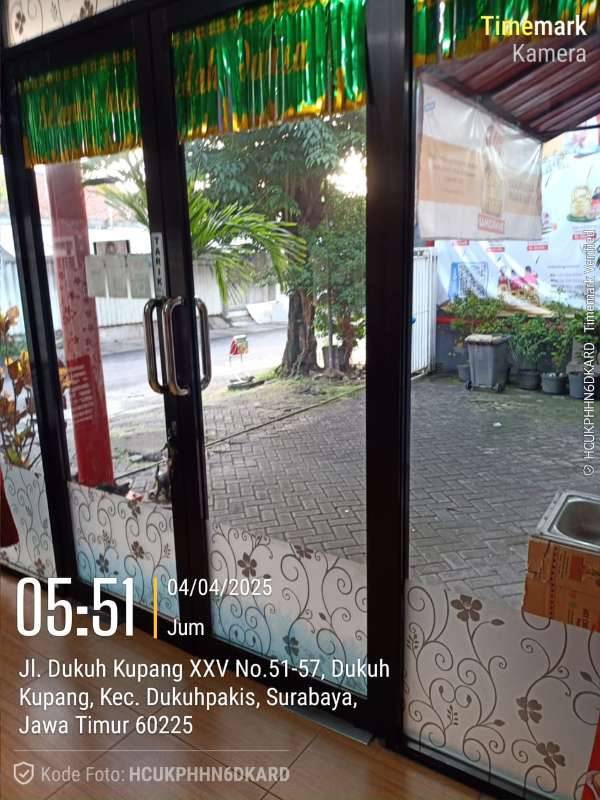 Timemark
Kamera
TARIK
HCUKPHHN6DKARD Timemark Verified
05:51
04/04/2025
Jum
Jl. Dukuh Kupang XXV No.51-57, Dukuh
Kupang, Kec. Dukuhpakis, Surabaya,
Jawa Timur 60225
Kode Foto: HCUKPHHN6DKARD